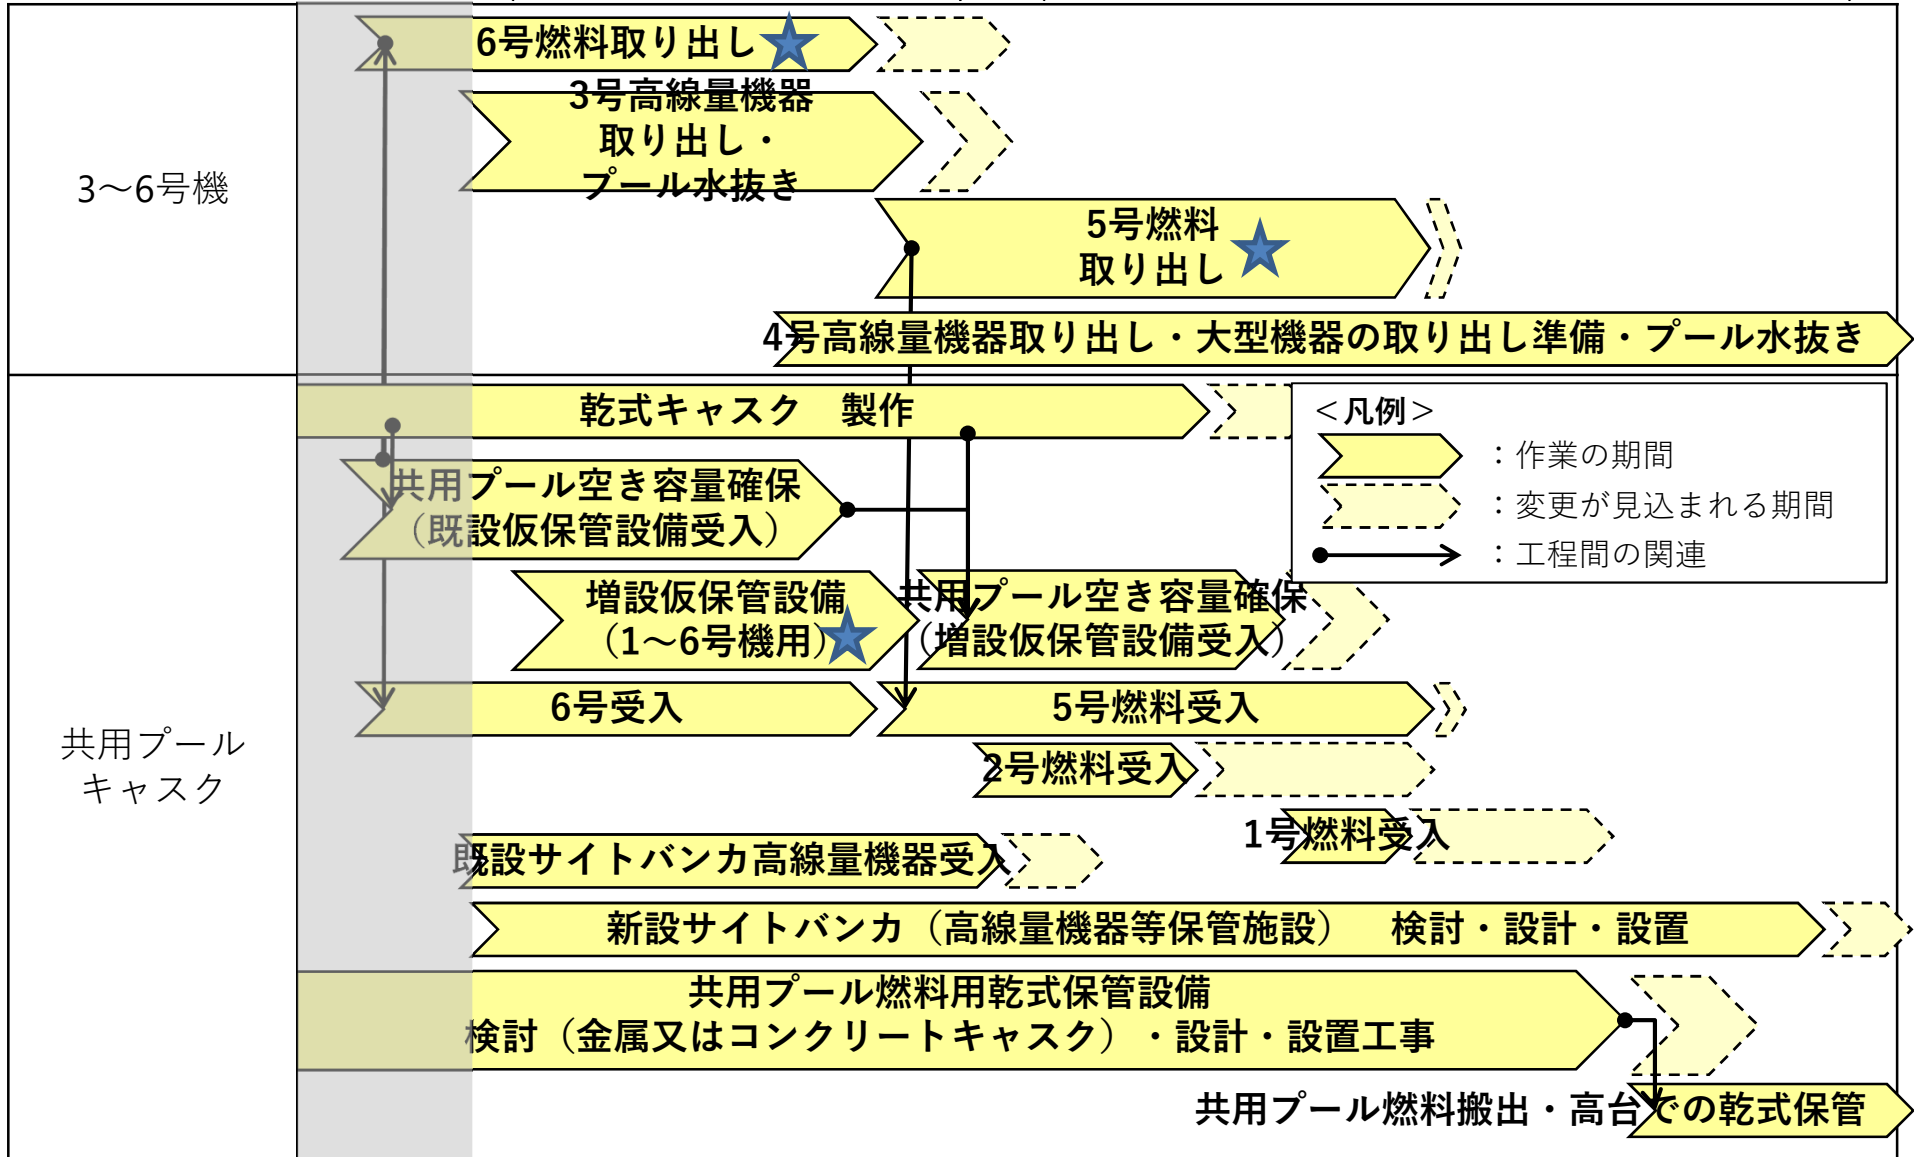 3～6号機
6号燃料取り出し
3号高線量機器
取り出し・
プール水抜き
5号燃料
取り出し
4号高線量機器取り出し・大型機器の取り出し準備・プール水抜き
共用プール
キャスク
乾式キャスク　製作
共用プール空き容量確保
（既設仮保管設備受入）
増設仮保管設備
（1～6号機用）
共用プール空き容量確保
（増設仮保管設備受入）
6号受入
5号燃料受入
2号燃料受入
1号燃料受入
既設サイトバンカ高線量機器受入
新設サイトバンカ（高線量機器等保管施設）　検討・設計・設置
共用プール燃料用乾式保管設備
検討（金属又はコンクリートキャスク）・設計・設置工事
共用プール燃料搬出・高台での乾式保管
＜凡例＞
：作業の期間
：変更が見込まれる期間
：工程間の関連